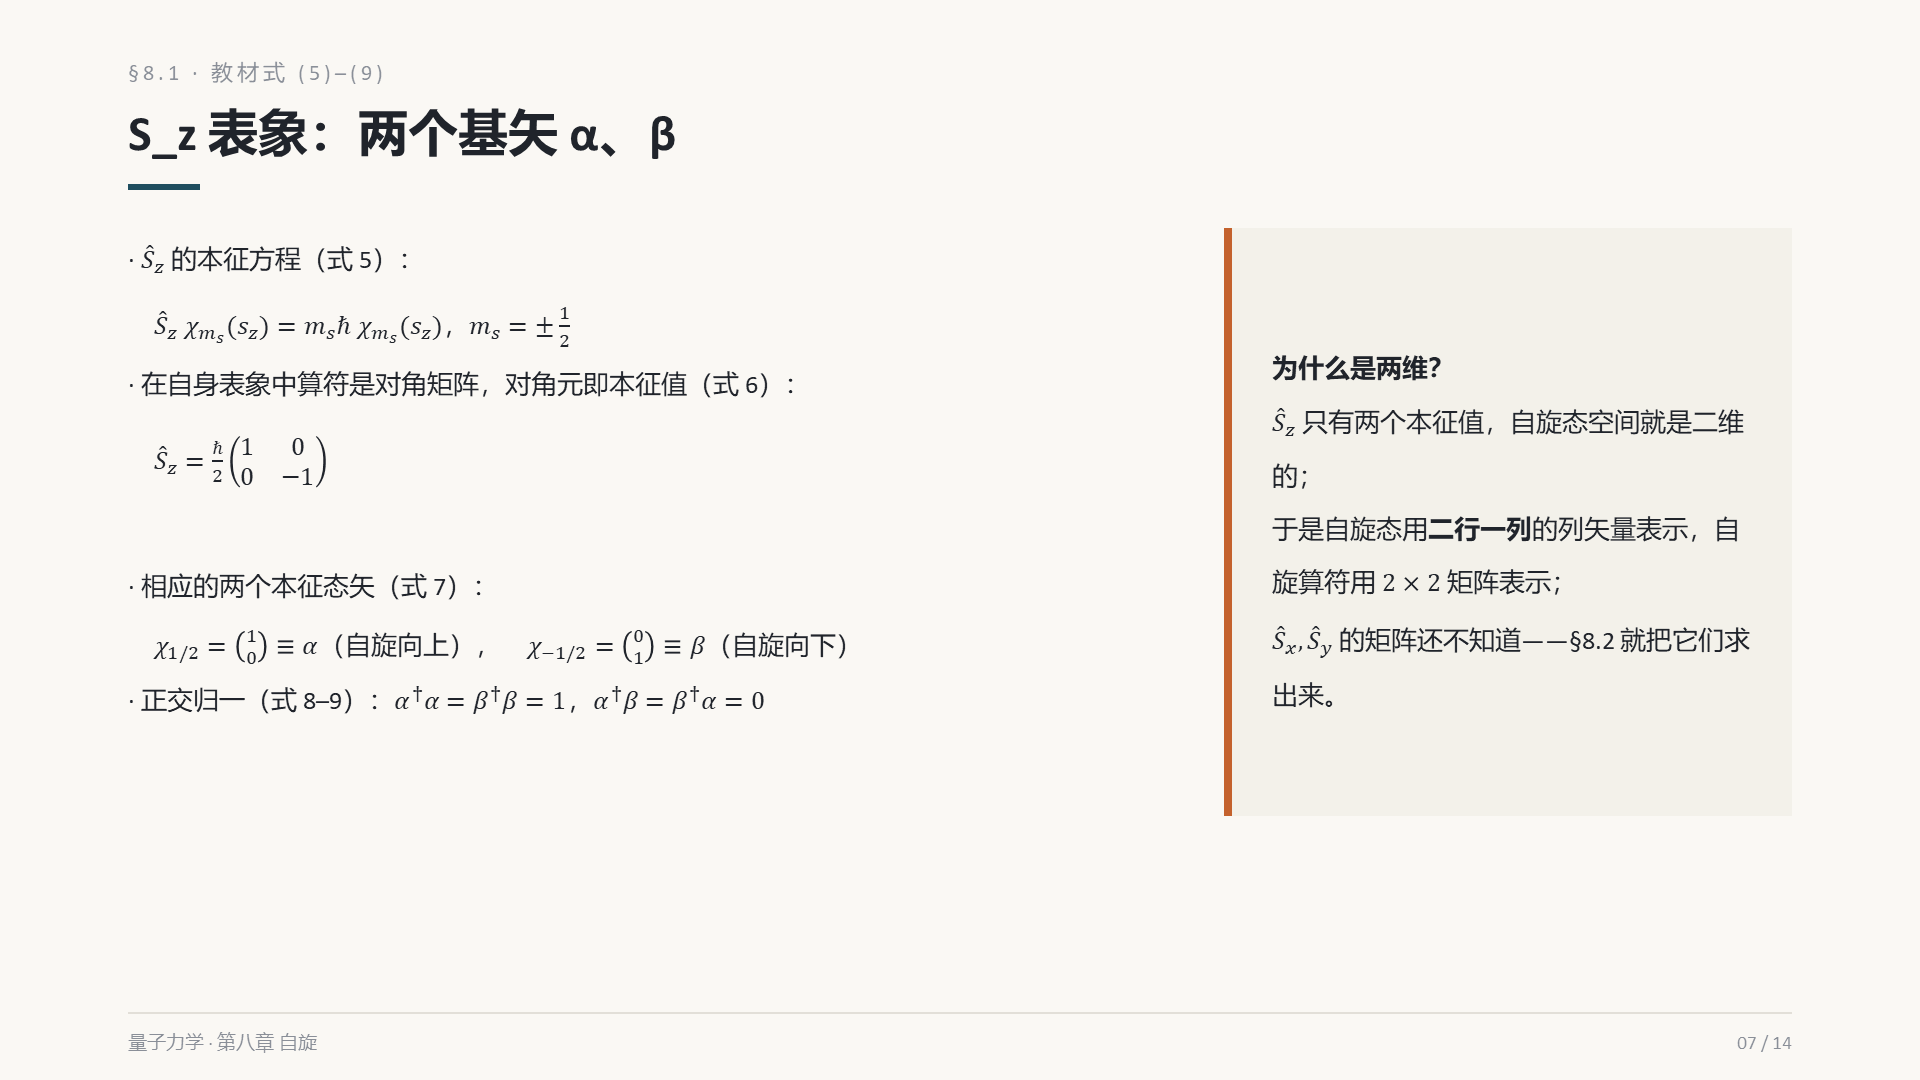 §8.1 · 教材式 (5)–(9)
S_z 表象：两个基矢 α、β
· Ŝ_z 的本征方程（式 5）：
Ŝ_z χ_{m_s}(s_z) = m_s ħ χ_{m_s}(s_z)，m_s = ± 1/2
· 在自身表象中算符是对角矩阵，对角元即本征值（式 6）：
Ŝ_z = ħ/2 (1 0; 0 −1)
· 相应的两个本征态矢（式 7）：
χ_{1/2} = (1; 0) ≡ α（自旋向上）， χ_{−1/2} = (0; 1) ≡ β（自旋向下）
· 正交归一（式 8–9）：α†α = β†β = 1，α†β = β†α = 0
为什么是两维？
Ŝ_z 只有两个本征值，自旋态空间就是二维
的；
于是自旋态用二行一列的列矢量表示，自
旋算符用 2 × 2 矩阵表示；
Ŝ_x, Ŝ_y 的矩阵还不知道——§8.2 就把它们求
出来。
量子力学 · 第八章 自旋
07 / 14